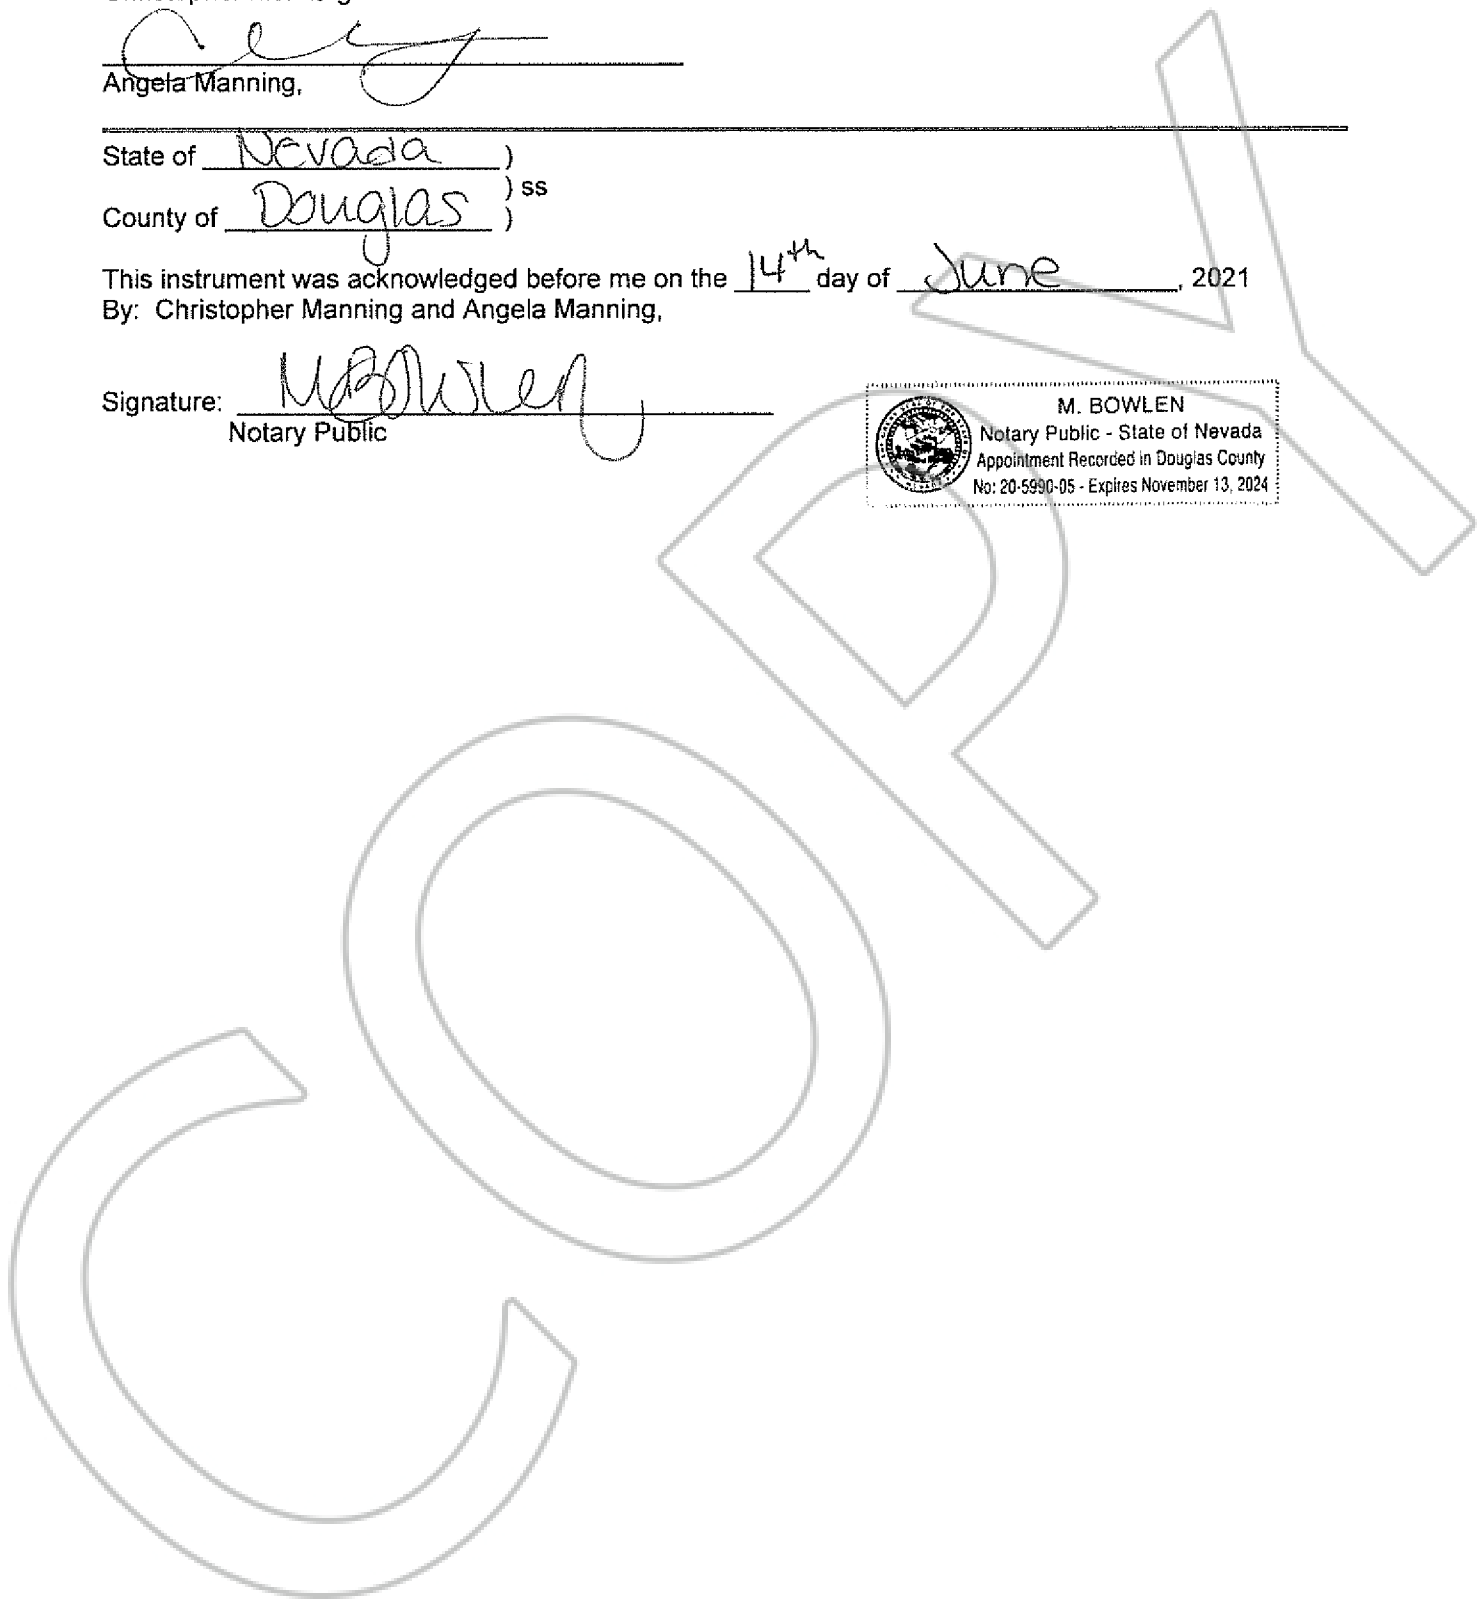 Angela Manning,
State of Nevada )
) ss
County of Douglas )
This instrument was acknowledged before me on the 14th day of June, 2021
By: Christopher Manning and Angela Manning,
Signature: MBowlen
Notary Public
M. BOWLEN
Notary Public - State of Nevada
Appointment Recorded in Douglas County
No: 20-5990-05 - Expires November 13, 2024
COPY